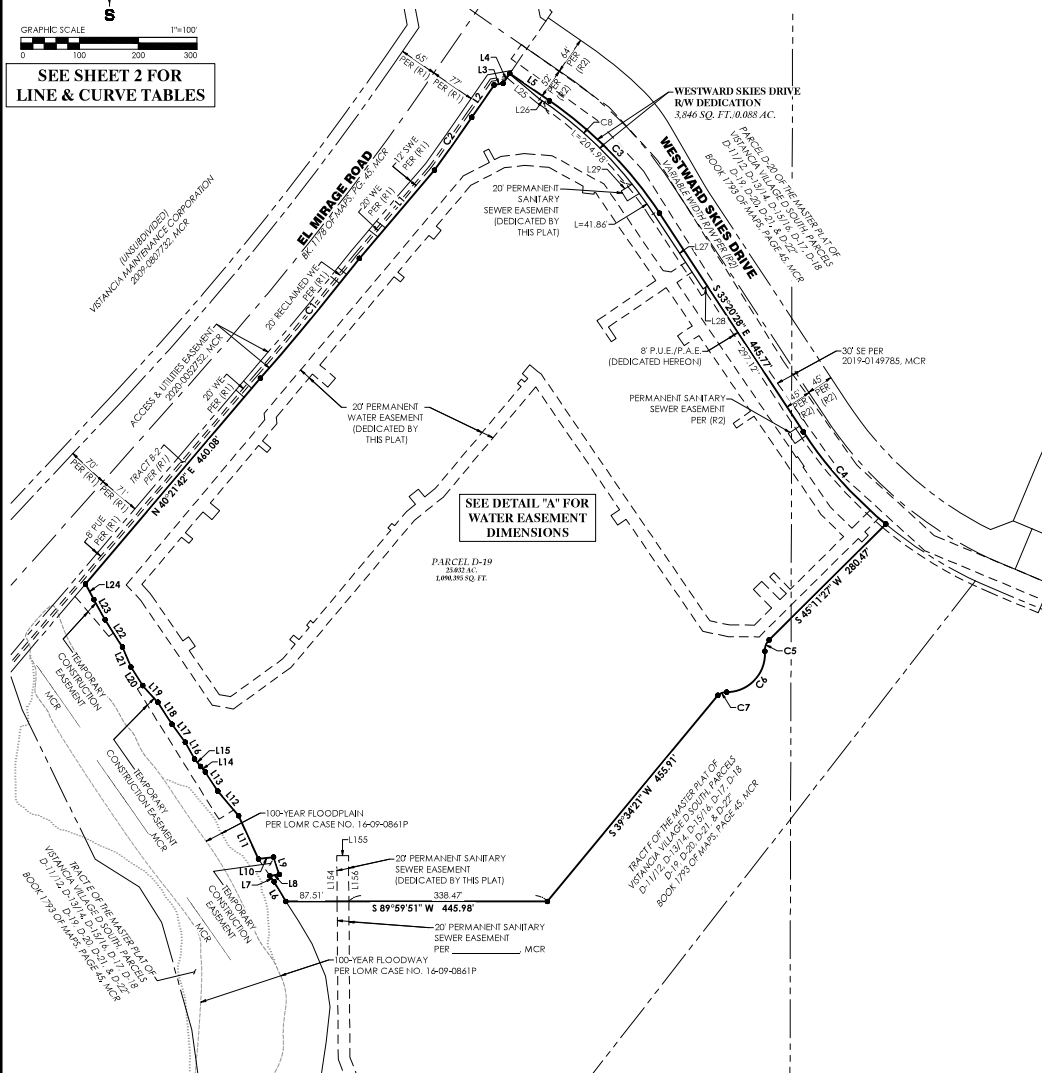 S
GRAPHIC SCALE 1"=100'
0 100 200 300
SEE SHEET 2 FOR
LINE & CURVE TABLES
65'
PER (R1)
77'
PER (R1)
L4
L3
L2
L5
L25
L26
52'
PER
(R2)
64'
PER
(R2)
WESTWARD SKIES DRIVE
R/W DEDICATION
3,846 SQ. FT./0.088 AC.
C8
C3
L=204.98'
L29
C2
12' SWE
PER (R1)
20' WE
PER (R1)
EL MIRAGE ROAD
BK. 1178 OF MAPS, PG. 45, MCR
WESTWARD SKIES DRIVE
VARIABLE WIDTH R/W PER (R2)
PARCEL D-20 OF THE MASTER PLAT OF
VISTANCIA VILLAGE D SOUTH, PARCELS
D-11/12, D-13/14, D-15/16, D-17, D-18
D-19, D-20, D-21, & D-22"
BOOK 1793 OF MAPS, PAGE 45, MCR
20' PERMANENT
SANITARY
SEWER EASEMENT
(DEDICATED BY
THIS PLAT)
L=41.86'
(UNSUBDIVIDED)
VISTANCIA MAINTENANCE CORPORATION
2009-0807732, MCR
20' RECLAIMED WE
PER (R1)
C1
L27
S 33°20'28" E 445.77'
297.12'
L28
ACCESS & UTILITIES EASEMENT
2020-0052752, MCR
20' WE
PER (R1)
8' P.U.E./P.A.E.
(DEDICATED HEREON)
30' SE PER
2019-0149785, MCR
45'
PER
(R2)
45'
PER
(R2)
PERMANENT SANITARY
SEWER EASEMENT
PER (R2)
20' PERMANENT
WATER EASEMENT
(DEDICATED BY
THIS PLAT)
70'
PER (R1)
71'
PER (R1)
TRACT B-2
PER (R1)
N 40°21'42" E 460.08'
C4
8' PUE
PER (R1)
SEE DETAIL "A" FOR
WATER EASEMENT
DIMENSIONS
PARCEL D-19
25.032 AC.
1,090,395 SQ. FT.
S 45°11'27" W 280.47'
L24
L23
L22
L21
L20
L19
L18
L17
L16
L15
L14
L13
L12
L11
L10
L9
L8
L7
L6
C5
C6
C7
TEMPORARY
CONSTRUCTION
EASEMENT
MCR
TEMPORARY
CONSTRUCTION EASEMENT
MCR
100-YEAR FLOODPLAIN
PER LOMR CASE NO. 16-09-0861P
L155
L154
L156
20' PERMANENT SANITARY
SEWER EASEMENT
(DEDICATED BY THIS PLAT)
S 39°34'21" W 455.91'
TRACT F OF THE MASTER PLAT OF
VISTANCIA VILLAGE D SOUTH, PARCELS
D-11/12, D-13/14, D-15/16, D-17, D-18
D-19, D-20, D-21, & D-22"
BOOK 1793 OF MAPS, PAGE 45, MCR
87.51'
338.47'
S 89°59'51" W 445.98'
TEMPORARY
CONSTRUCTION
EASEMENT
MCR
20' PERMANENT SANITARY
SEWER EASEMENT
PER ________, MCR
TRACT E OF THE MASTER PLAT OF
VISTANCIA VILLAGE D SOUTH, PARCELS
D-11/12, D-13/14, D-15/16, D-17, D-18
D-19, D-20, D-21, & D-22"
BOOK 1793 OF MAPS, PAGE 45, MCR
100-YEAR FLOODWAY
PER LOMR CASE NO. 16-09-0861P